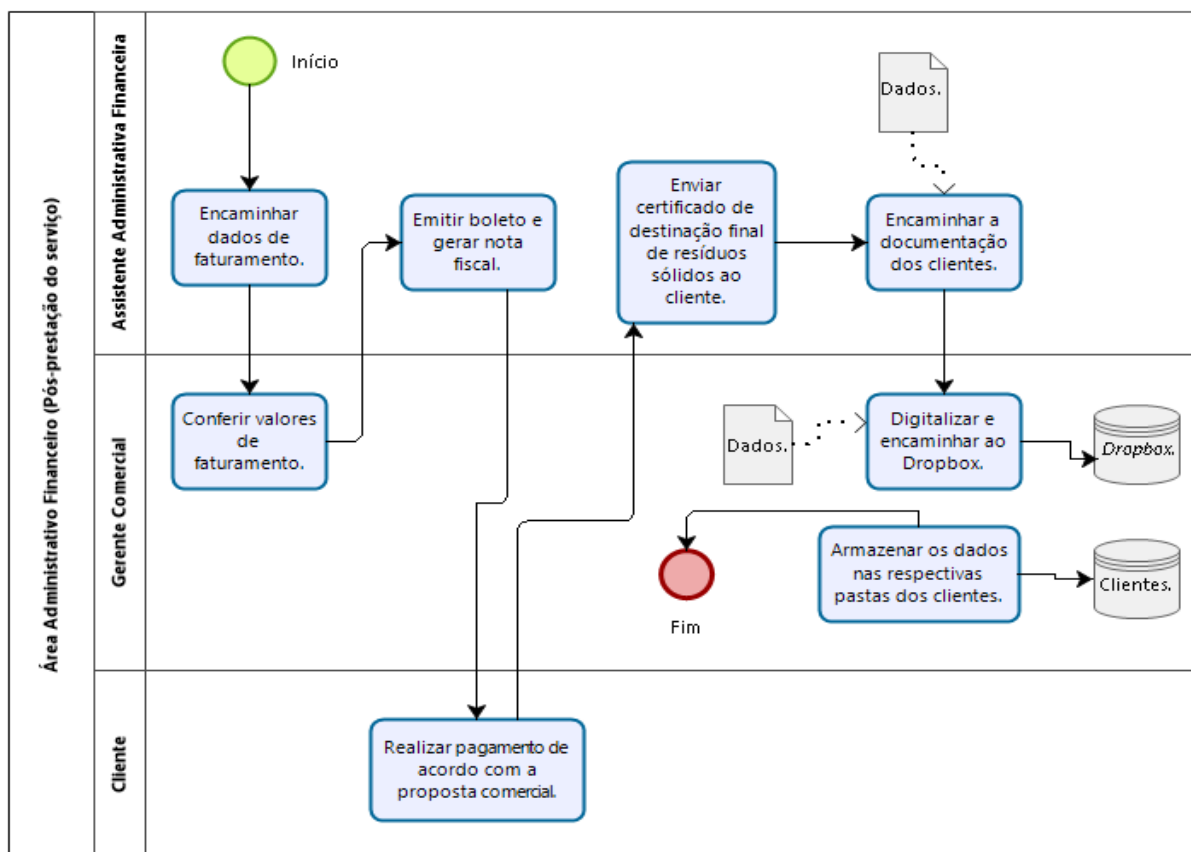 Área Administrativo Financeiro (Pós-prestação do serviço)
Assistente Administrativa Financeira
Início
Encaminhar
dados de
faturamento.
Emitir boleto e
gerar nota
fiscal.
Enviar
certificado de
destinação final
de resíduos
sólidos ao
cliente.
Dados.
Encaminhar a
documentação
dos clientes.
Gerente Comercial
Conferir valores
de
faturamento.
Dados.
Digitalizar e
encaminhar ao
Dropbox.
Dropbox.
Fim
Armazenar os dados
nas respectivas
pastas dos clientes.
Clientes.
Cliente
Realizar pagamento de
acordo com a
proposta comercial.